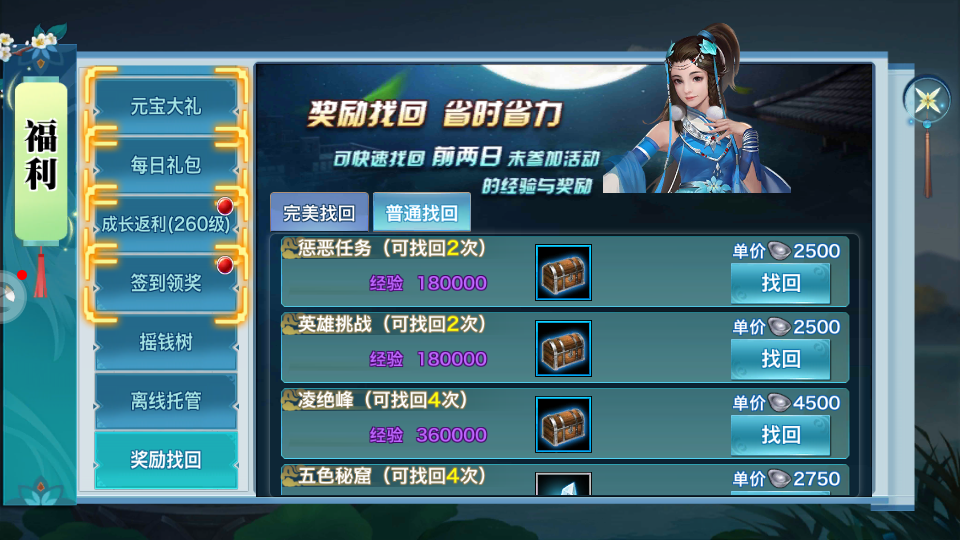 福利
元宝大礼
每日礼包
成长返利(260级)
签到领奖
摇钱树
离线托管
奖励找回
奖励找回 省时省力
可快速找回 前两日 未参加活动
的经验与奖励
完美找回
普通找回
惩恶任务（可找回2次）
经验 180000
单价 2500
找回
英雄挑战（可找回2次）
经验 180000
单价 2500
找回
凌绝峰（可找回4次）
经验 360000
单价 4500
找回
五色秘窟（可找回4次）
单价 2750